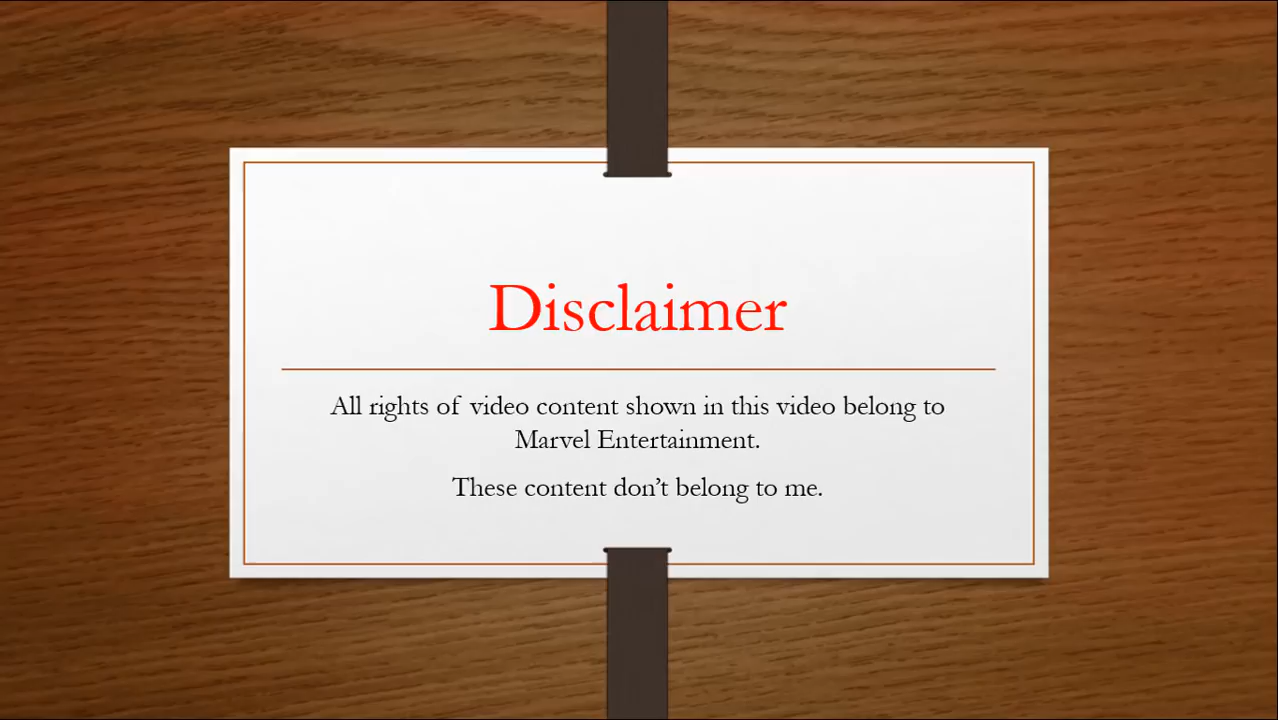 Disclaimer
All rights of video content shown in this video belong to
Marvel Entertainment.
These content don’t belong to me.